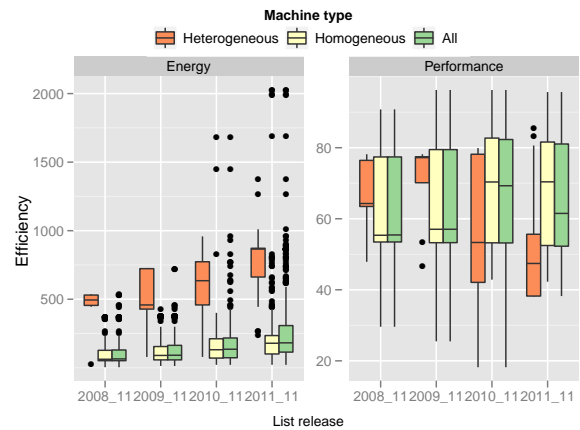 Machine type
Heterogeneous Homogeneous All
Energy Performance
Efficiency
2000
1500
1000
500
80
60
40
20
2008_11 2009_11 2010_11 2011_11 2008_11 2009_11 2010_11 2011_11
List release